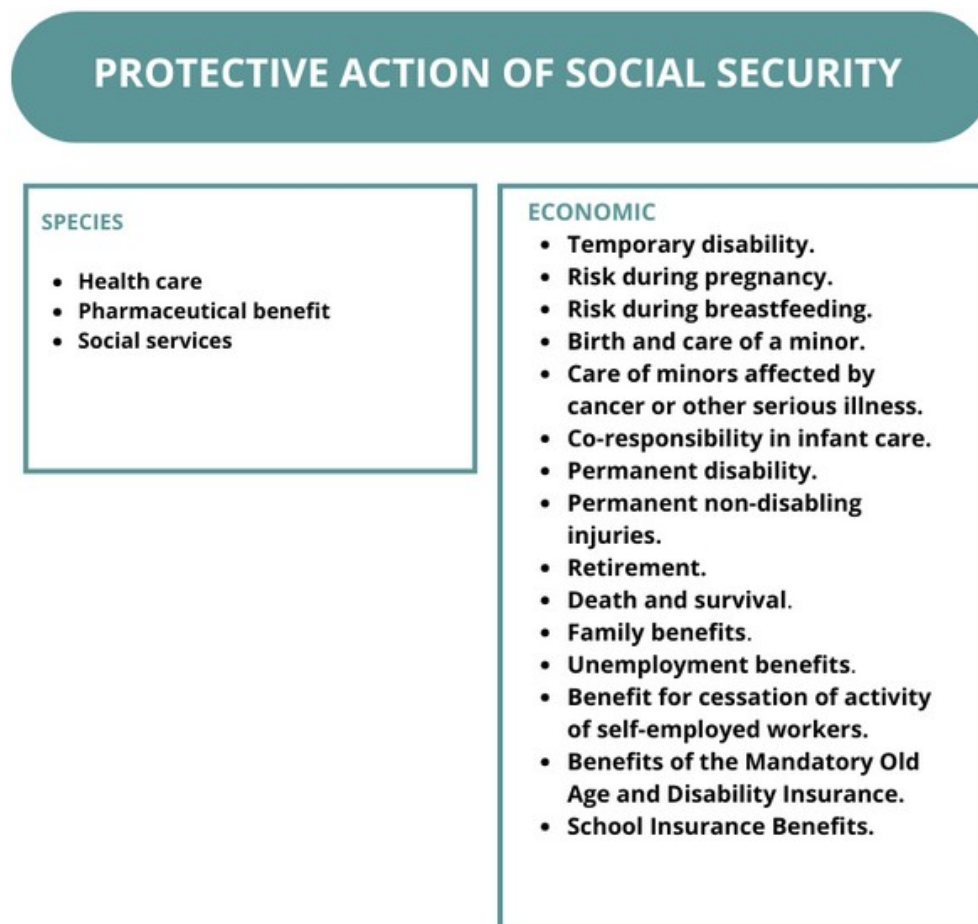 PROTECTIVE ACTION OF SOCIAL SECURITY
SPECIES
• Health care
• Pharmaceutical benefit
• Social services
ECONOMIC
• Temporary disability.
• Risk during pregnancy.
• Risk during breastfeeding.
• Birth and care of a minor.
• Care of minors affected by
cancer or other serious illness.
• Co-responsibility in infant care.
• Permanent disability.
• Permanent non-disabling
injuries.
• Retirement.
• Death and survival.
• Family benefits.
• Unemployment benefits.
• Benefit for cessation of activity
of self-employed workers.
• Benefits of the Mandatory Old
Age and Disability Insurance.
• School Insurance Benefits.